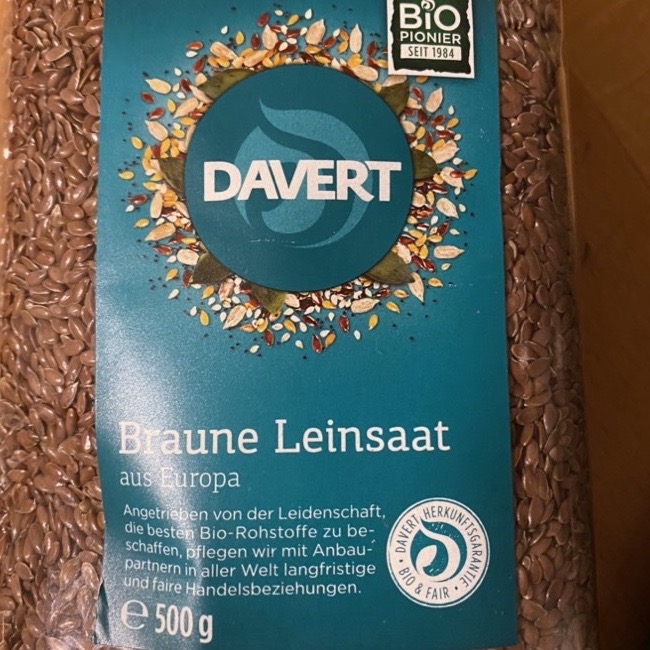 BiO
PIONIER
SEIT 1984
DAVERT
Braune Leinsaat
aus Europa
Angetrieben von der Leidenschaft,
die besten Bio-Rohstoffe zu be-
schaffen, pflegen wir mit Anbau-
partnern in aller Welt langfristige
und faire Handelsbeziehungen.
DAVERT HERKUNFTSGARANTIE
• BIO & FAIR •
℮ 500 g